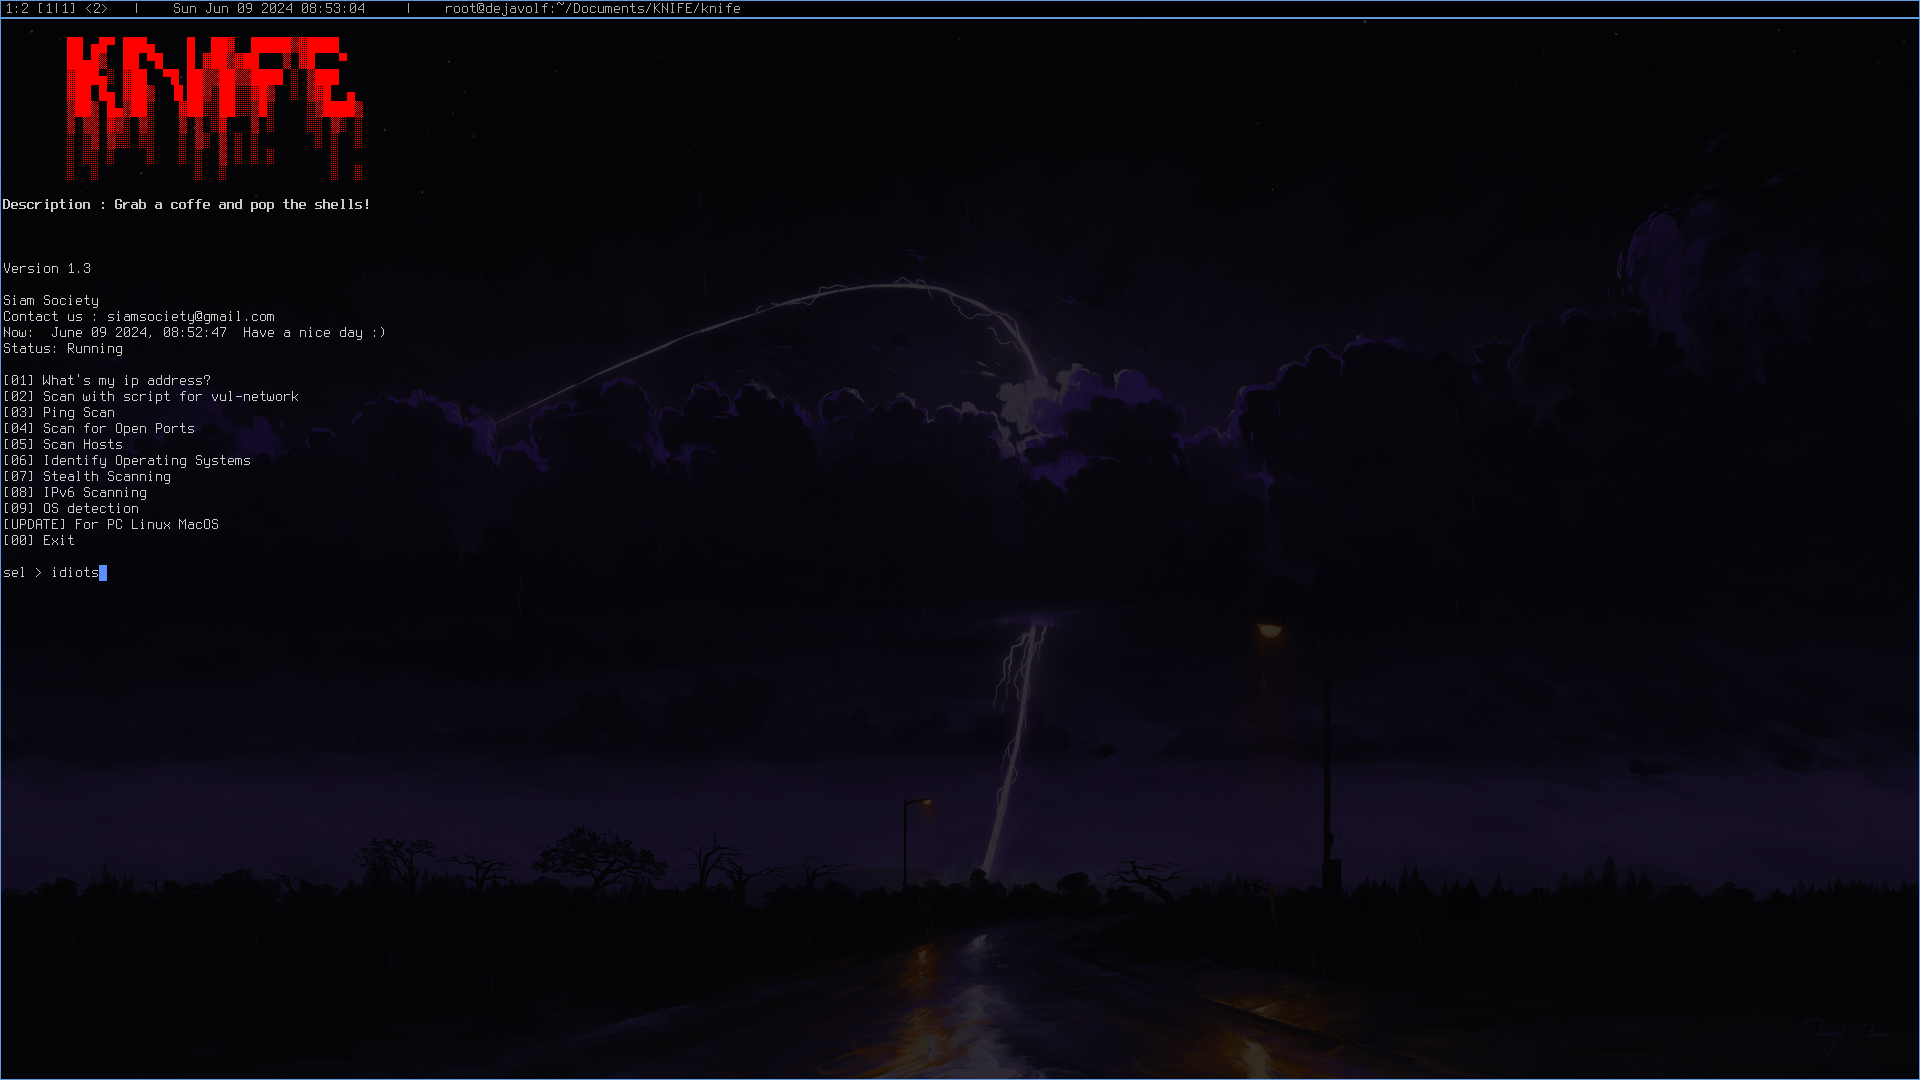 1:2 [1|1] <2>   |    Sun Jun 09 2024 08:53:04     |    root@dejavolf:~/Documents/KNIFE/knife
KNIFE
Description : Grab a coffe and pop the shells!
Version 1.3
Siam Society
Contact us : siamsociety@gmail.com
Now:  June 09 2024, 08:52:47  Have a nice day :)
Status: Running
[01] What's my ip address?
[02] Scan with script for vul-network
[03] Ping Scan
[04] Scan for Open Ports
[05] Scan Hosts
[06] Identify Operating Systems
[07] Stealth Scanning
[08] IPv6 Scanning
[09] OS detection
[UPDATE] For PC Linux MacOS
[00] Exit
sel > idiots